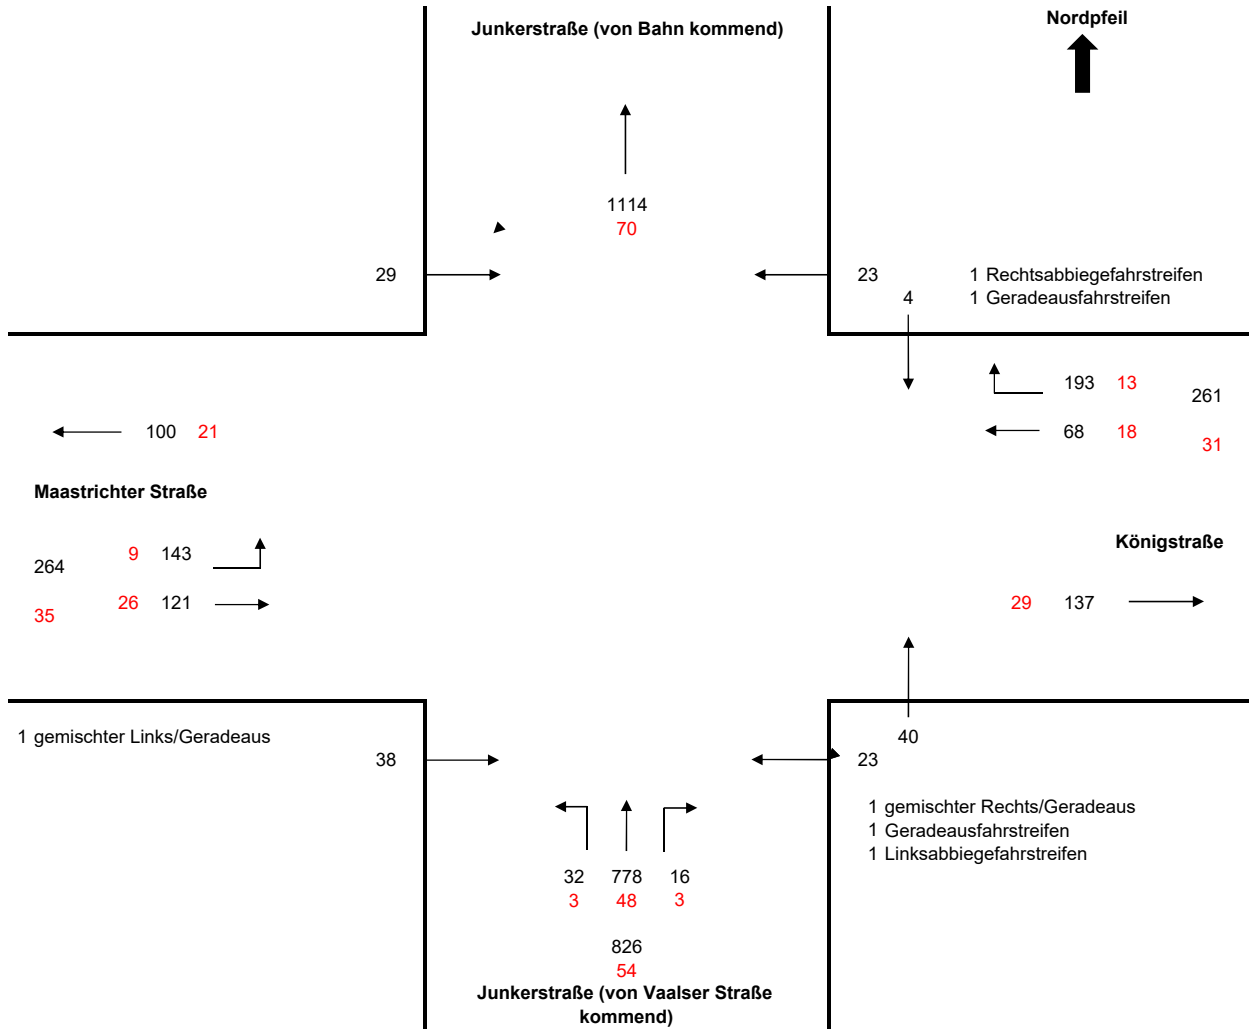 Nordpfeil
Junkerstraße (von Bahn kommend)
1114
70
29
23
1 Rechtsabbiegefahrstreifen
4
1 Geradeausfahrstreifen
193 13
261
100 21
68 18
31
Maastrichter Straße
9 143
264
Königstraße
26 121
35
29 137
1 gemischter Links/Geradeaus
40
38
23
1 gemischter Rechts/Geradeaus
1 Geradeausfahrstreifen
1 Linksabbiegefahrstreifen
32 778 16
3 48 3
826
54
Junkerstraße (von Vaalser Straße
kommend)